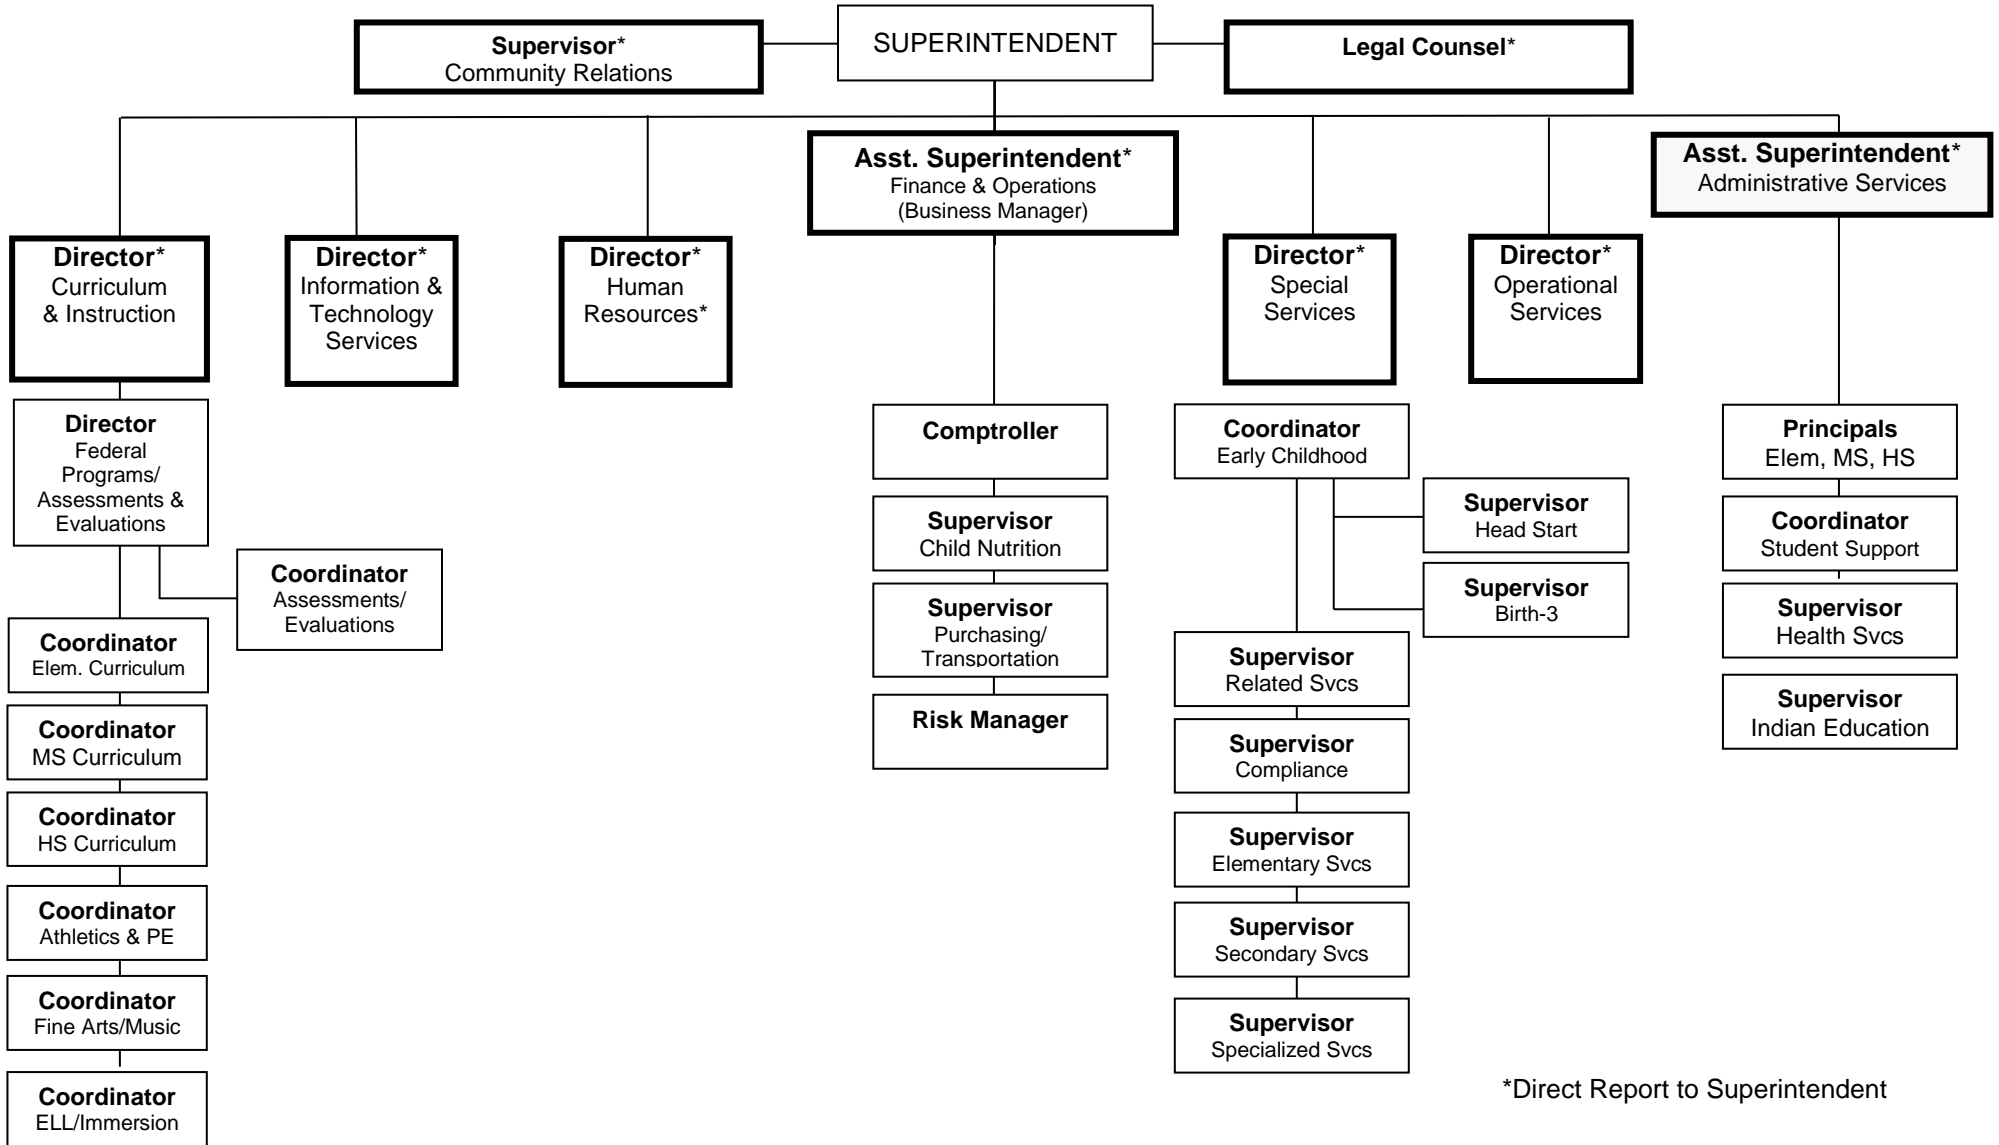 Supervisor*
Community Relations
SUPERINTENDENT
Legal Counsel*
Asst. Superintendent*
Finance & Operations
(Business Manager)
Asst. Superintendent*
Administrative Services
Director*
Curriculum
& Instruction
Director*
Information &
Technology
Services
Director*
Human
Resources*
Director*
Special
Services
Director*
Operational
Services
Director
Federal
Programs/
Assessments &
Evaluations
Coordinator
Assessments/
Evaluations
Coordinator
Elem. Curriculum
Coordinator
MS Curriculum
Coordinator
HS Curriculum
Coordinator
Athletics & PE
Coordinator
Fine Arts/Music
Coordinator
ELL/Immersion
Comptroller
Supervisor
Child Nutrition
Supervisor
Purchasing/
Transportation
Risk Manager
Coordinator
Early Childhood
Supervisor
Head Start
Supervisor
Birth-3
Supervisor
Related Svcs
Supervisor
Compliance
Supervisor
Elementary Svcs
Supervisor
Secondary Svcs
Supervisor
Specialized Svcs
Principals
Elem, MS, HS
Coordinator
Student Support
Supervisor
Health Svcs
Supervisor
Indian Education
*Direct Report to Superintendent